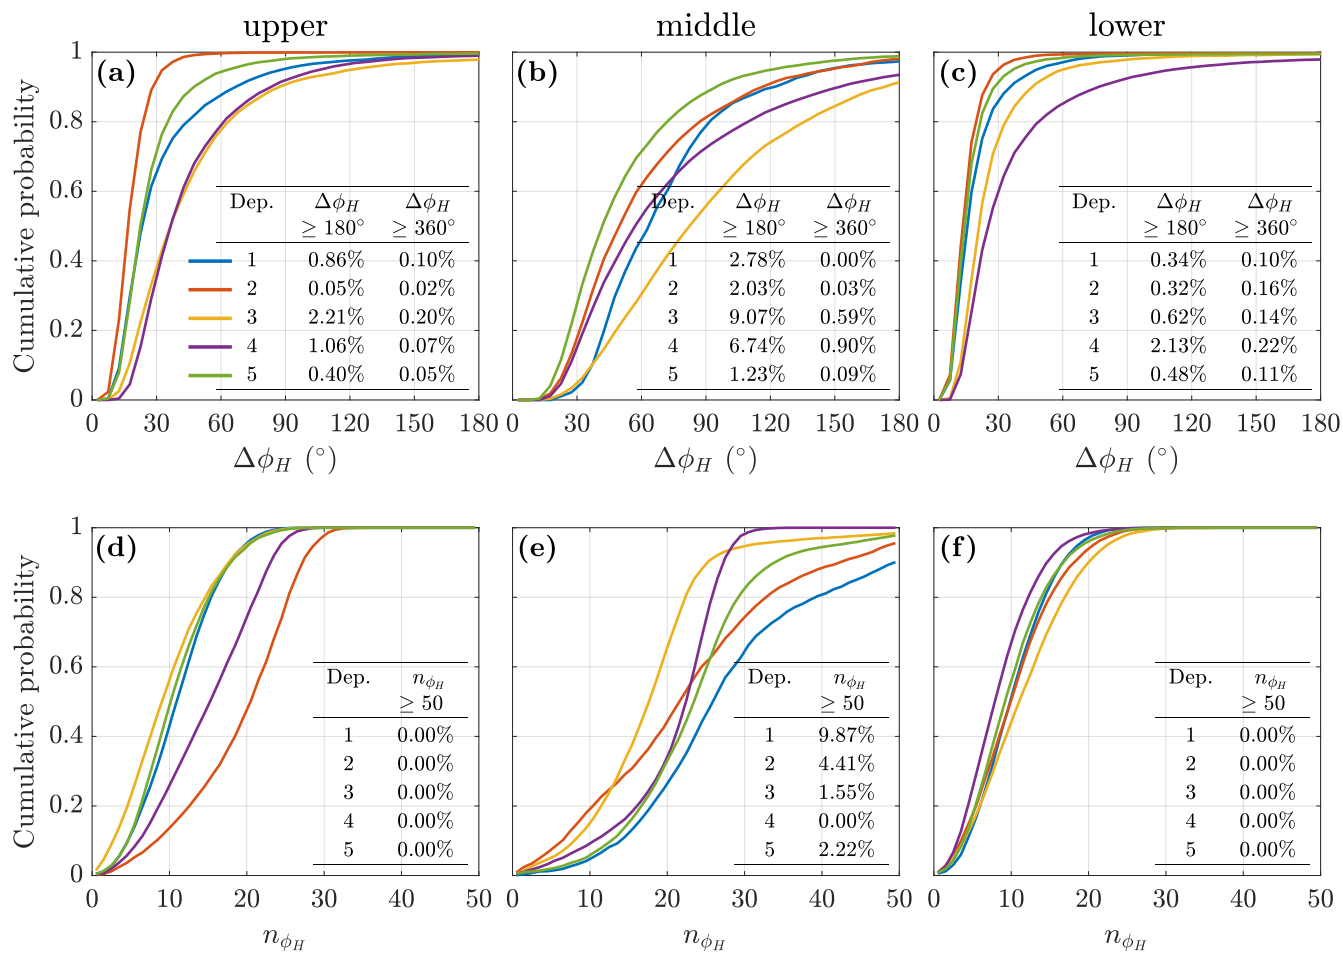 upper middle lower
(a) (b) (c)
Cumulative probability
1
0.8
0.6
0.4
0.2
0
Dep. Δϕ_H Δϕ_H
≥ 180° ≥ 360°
1 0.86% 0.10%
2 0.05% 0.02%
3 2.21% 0.20%
4 1.06% 0.07%
5 0.40% 0.05%
Dep. Δϕ_H Δϕ_H
≥ 180° ≥ 360°
1 2.78% 0.00%
2 2.03% 0.03%
3 9.07% 0.59%
4 6.74% 0.90%
5 1.23% 0.09%
Dep. Δϕ_H Δϕ_H
≥ 180° ≥ 360°
1 0.34% 0.10%
2 0.32% 0.16%
3 0.62% 0.14%
4 2.13% 0.22%
5 0.48% 0.11%
0 30 60 90 120 150 180 0 30 60 90 120 150 180 0 30 60 90 120 150 180
Δϕ_H (°) Δϕ_H (°) Δϕ_H (°)
(d) (e) (f)
Cumulative probability
1
0.8
0.6
0.4
0.2
0
Dep. n_ϕ_H
≥ 50
1 0.00%
2 0.00%
3 0.00%
4 0.00%
5 0.00%
Dep. n_ϕ_H
≥ 50
1 9.87%
2 4.41%
3 1.55%
4 0.00%
5 2.22%
Dep. n_ϕ_H
≥ 50
1 0.00%
2 0.00%
3 0.00%
4 0.00%
5 0.00%
0 10 20 30 40 50 0 10 20 30 40 50 0 10 20 30 40 50
n_ϕ_H n_ϕ_H n_ϕ_H